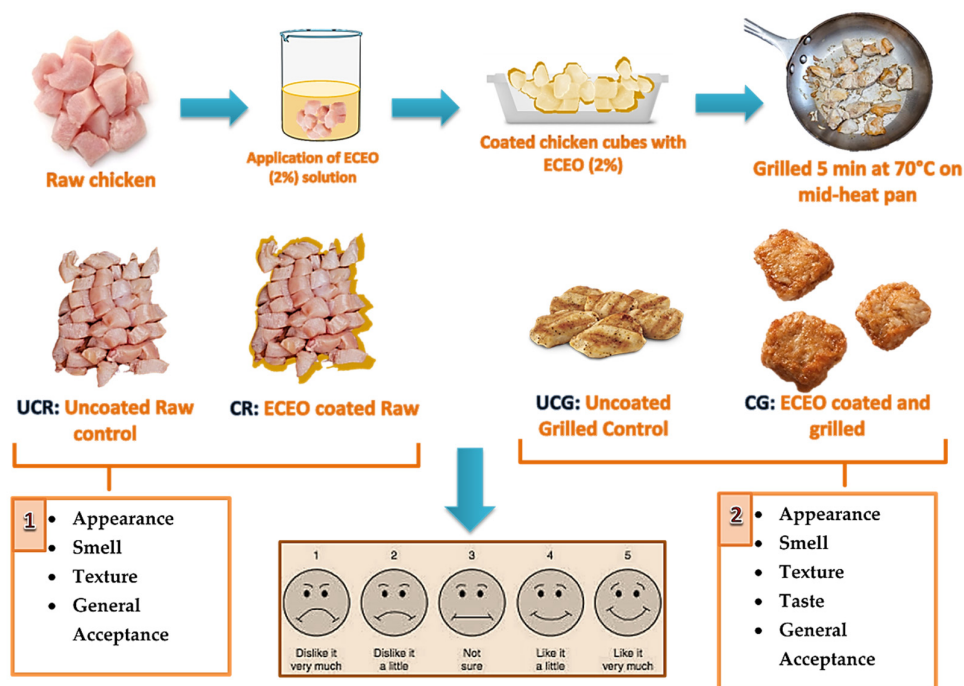 Raw chicken
Application of ECEO
(2%) solution
Coated chicken cubes with
ECEO (2%)
Grilled 5 min at 70°C on
mid-heat pan
UCR: Uncoated Raw
control
CR: ECEO coated Raw
UCG: Uncoated
Grilled Control
CG: ECEO coated and
grilled
1
• Appearance
• Smell
• Texture
• General
Acceptance
1 2 3 4 5
Dislike it Dislike it Not Like it Like it
very much a little sure a little very much
2
• Appearance
• Smell
• Texture
• Taste
• General
Acceptance